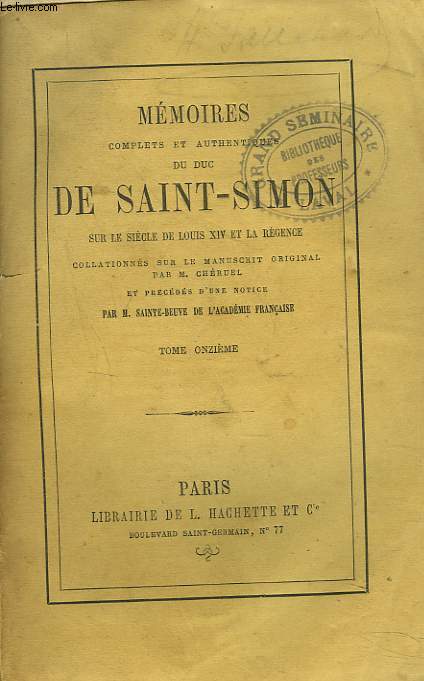 Le-livre.com
MÉMOIRES
COMPLETS ET AUTHENTIQUES
DU DUC
DE SAINT-SIMON
SUR LE SIÈCLE DE LOUIS XIV ET LA RÉGENCE
COLLATIONNÉS SUR LE MANUSCRIT ORIGINAL
PAR M. CHÉRUEL
ET PRÉCÉDÉS D'UNE NOTICE
PAR M. SAINTE-BEUVE DE L'ACADÉMIE FRANÇAISE
TOME ONZIÈME
PARIS
LIBRAIRIE DE L. HACHETTE ET Cie
BOULEVARD SAINT-GERMAIN, N° 77
GRAND SEMINAIRE
BIBLIOTHÈQUE
DES
PROFESSEURS
LAVAL